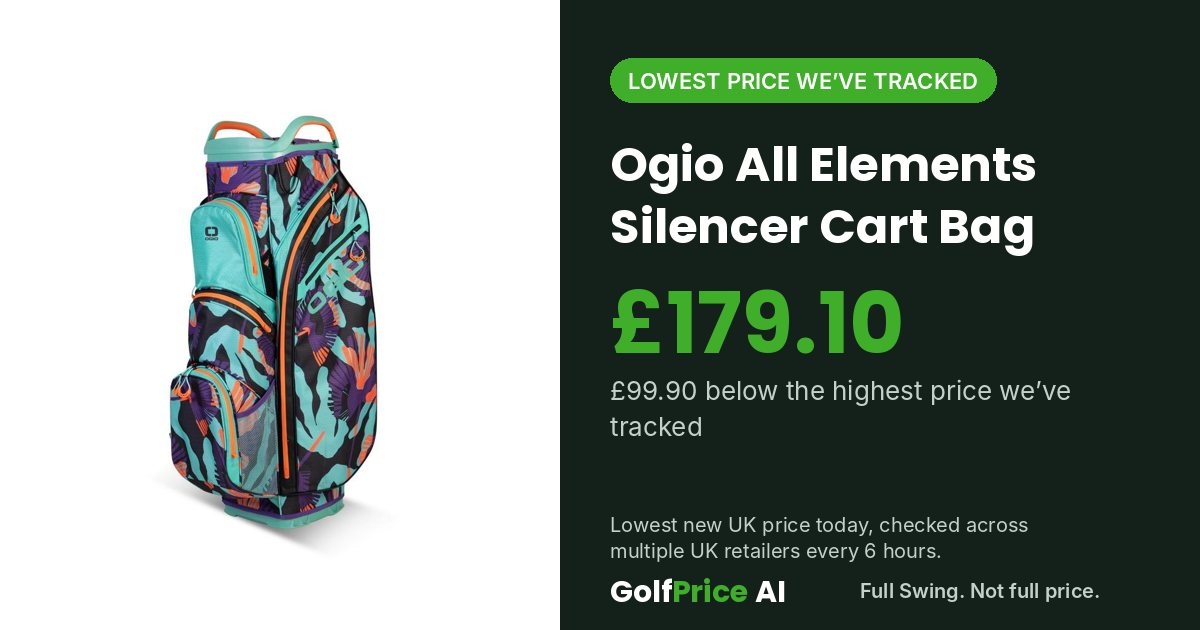 LOWEST PRICE WE’VE TRACKED
Ogio All Elements
Silencer Cart Bag
£179.10
£99.90 below the highest price we’ve
tracked
Lowest new UK price today, checked across
multiple UK retailers every 6 hours.
GolfPrice AI
Full Swing. Not full price.
OGIO